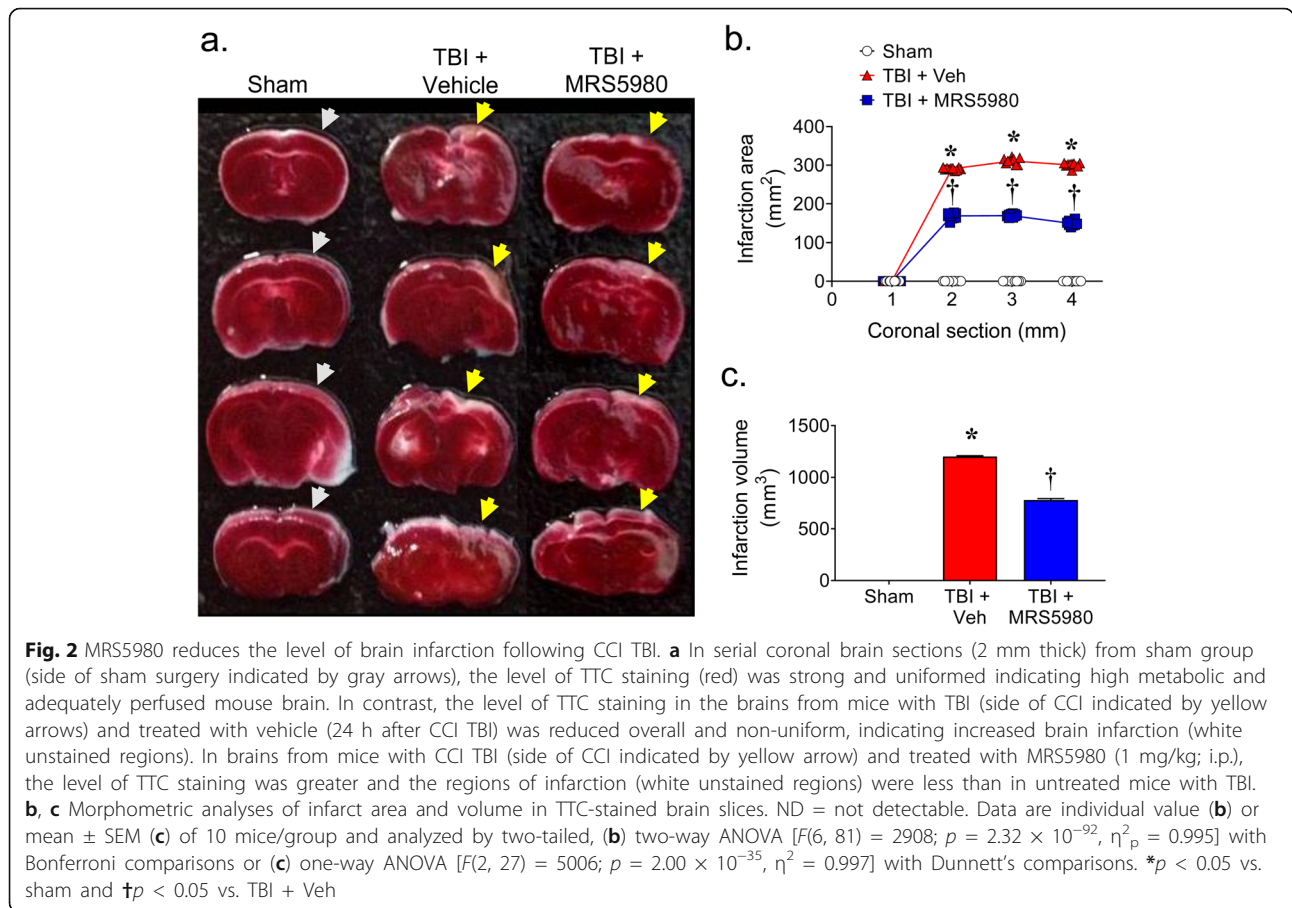 a.
Sham
TBI +
Vehicle
TBI +
MRS5980
b.
Sham
TBI + Veh
TBI + MRS5980
Infarction area
(mm²)
400
300
200
100
0
* * *
† † †
0 1 2 3 4
Coronal section (mm)
c.
Infarction volume
(mm³)
1500
1000
500
0
*
†
Sham
TBI +
Veh
TBI +
MRS5980
Fig. 2 MRS5980 reduces the level of brain infarction following CCI TBI. a In serial coronal brain sections (2 mm thick) from sham group
(side of sham surgery indicated by gray arrows), the level of TTC staining (red) was strong and uniformed indicating high metabolic and
adequately perfused mouse brain. In contrast, the level of TTC staining in the brains from mice with TBI (side of CCI indicated by yellow
arrows) and treated with vehicle (24 h after CCI TBI) was reduced overall and non-uniform, indicating increased brain infarction (white
unstained regions). In brains from mice with CCI TBI (side of CCI indicated by yellow arrow) and treated with MRS5980 (1 mg/kg; i.p.),
the level of TTC staining was greater and the regions of infarction (white unstained regions) were less than in untreated mice with TBI.
b, c Morphometric analyses of infarct area and volume in TTC-stained brain slices. ND = not detectable. Data are individual value (b) or
mean ± SEM (c) of 10 mice/group and analyzed by two-tailed, (b) two-way ANOVA [F(6, 81) = 2908; p = 2.32 × 10⁻⁹², η²ₚ = 0.995] with
Bonferroni comparisons or (c) one-way ANOVA [F(2, 27) = 5006; p = 2.00 × 10⁻³⁵, η² = 0.997] with Dunnett's comparisons. *p < 0.05 vs.
sham and †p < 0.05 vs. TBI + Veh